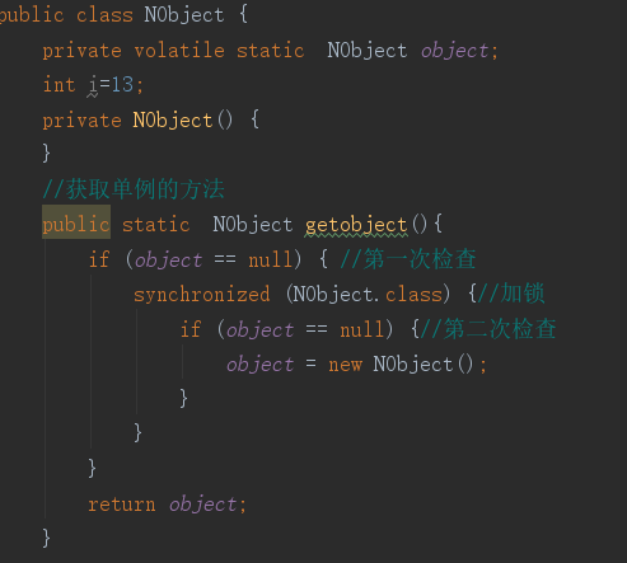 public class NObject {
private volatile static NObject object;
int i=13;
private NObject() {
}
//获取单例的方法
public static NObject getobject(){
if (object == null) { //第一次检查
synchronized (NObject.class) {//加锁
if (object == null) {//第二次检查
object = new NObject();
}
}
}
return object;
}